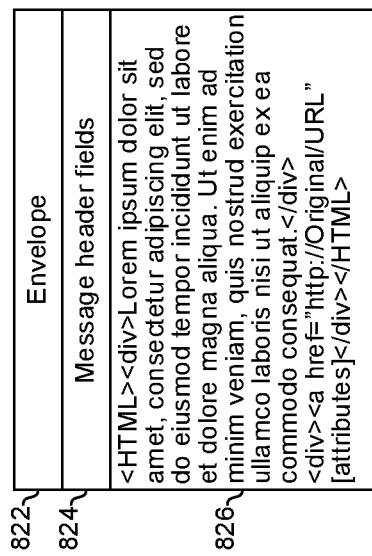 822
Envelope
824
Message header fields
826
<HTML><div>Lorem ipsum dolor sit
amet, consectetur adipiscing elit, sed
do eiusmod tempor incididunt ut labore
et dolore magna aliqua. Ut enim ad
minim veniam, quis nostrud exercitation
ullamco laboris nisi ut aliquip ex ea
commodo consequat.</div>
<div><a href="http://Original/URL"
[attributes]</div></HTML>